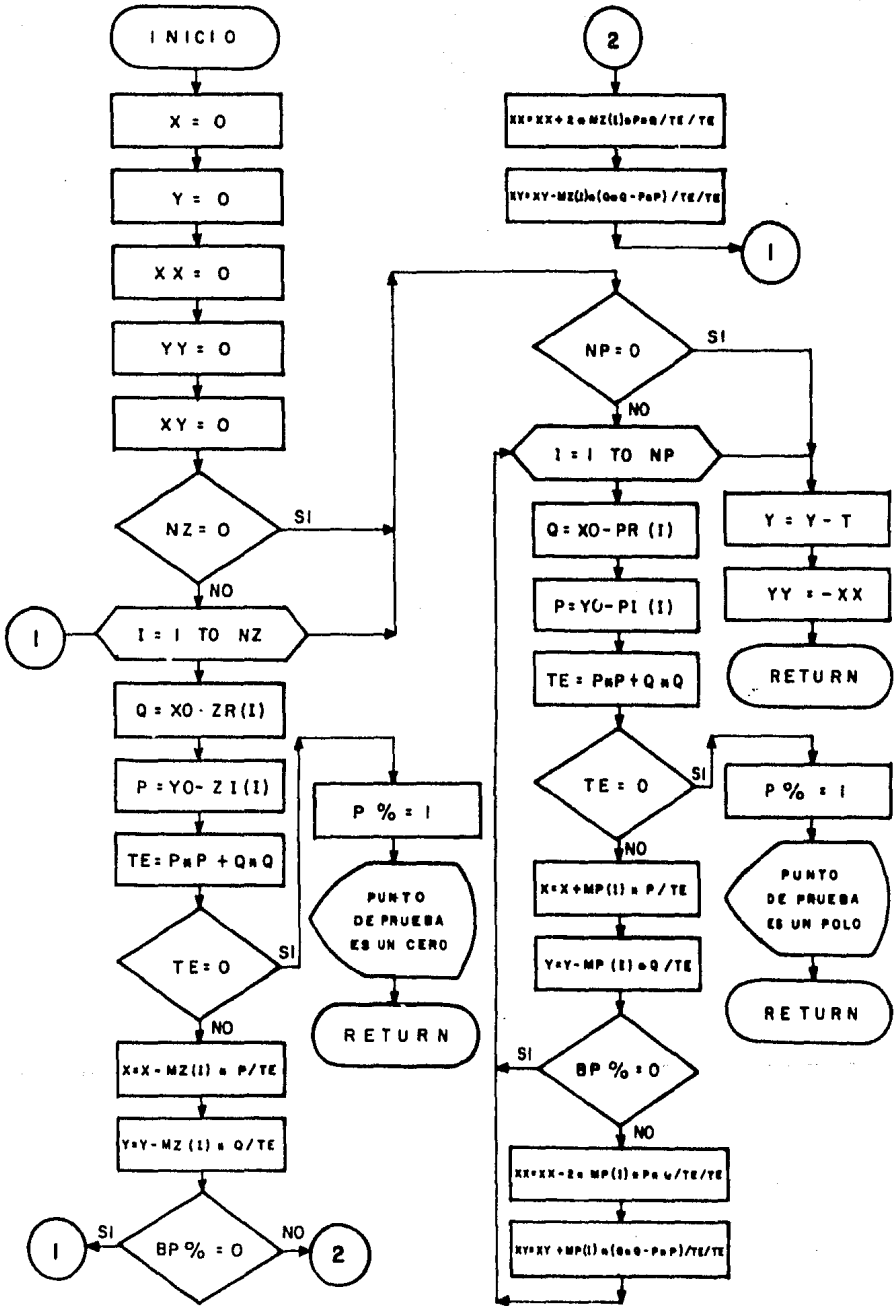 INICIO
X = 0
Y = 0
XX = 0
YY = 0
XY = 0
NZ = 0
SI
NO
1
I = 1 TO NZ
Q = XO - ZR(I)
P = YO - ZI(I)
TE = P*P + Q*Q
TE = 0
SI
NO
P % = 1
PUNTO
DE PRUEBA
ES UN CERO
RETURN
X=X-MZ(I) * P/TE
Y=Y-MZ(I) * Q/TE
BP % = 0
SI
1
NO
2
2
XX=XX+2*MZ(I)*P*Q/TE/TE
XY=XY-MZ(I)*(Q*Q-P*P)/TE/TE
1
NP = 0
SI
NO
I = 1 TO NP
Q = XO-PR (I)
P=YO-PI (I)
TE = P*P+Q*Q
TE = 0
SI
NO
P % = 1
PUNTO
DE PRUEBA
ES UN POLO
RETURN
X=X+MP(I) * P/TE
Y=Y-MP (I) * Q/TE
BP % = 0
SI
NO
XX=XX-2* MP(I)*P* Q/TE/TE
XY=XY +MP(I)*(Q*Q-P*P)/TE/TE
Y = Y - T
YY = -XX
RETURN